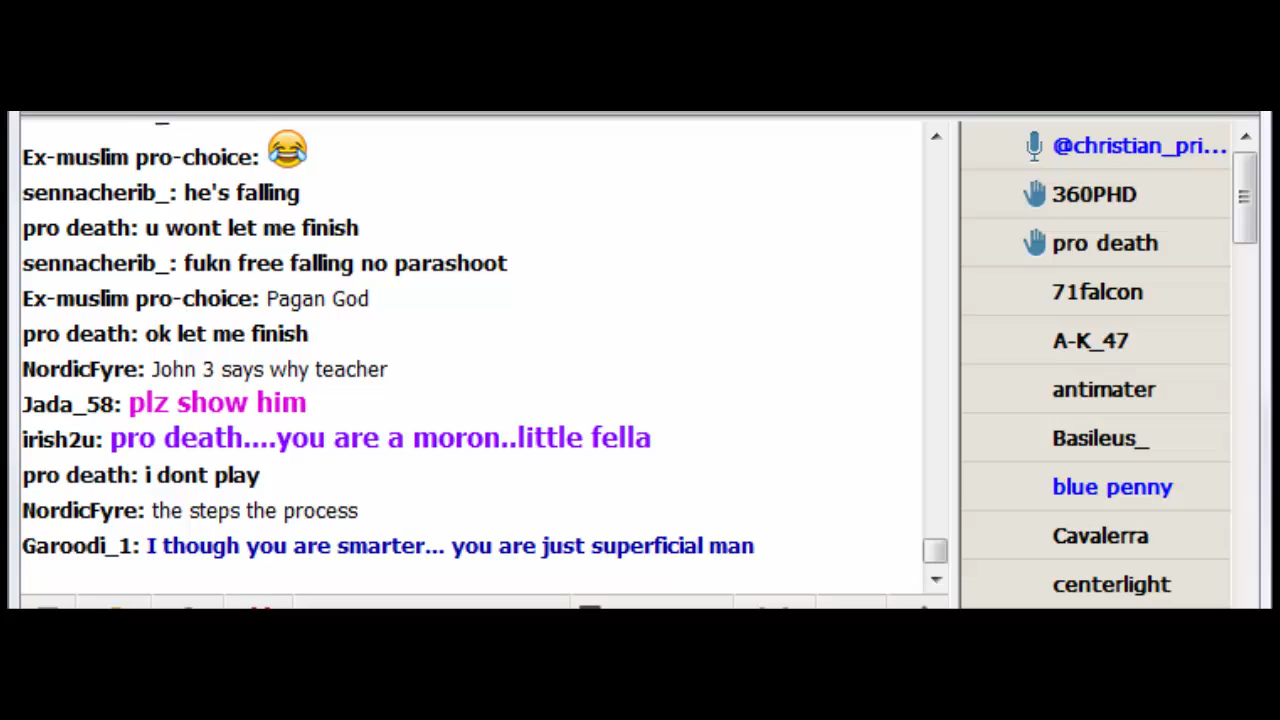 Ex-muslim pro-choice: 😂
sennacherib_: he's falling
pro death: u wont let me finish
sennacherib_: fukn free falling no parashoot
Ex-muslim pro-choice: Pagan God
pro death: ok let me finish
NordicFyre: John 3 says why teacher
Jada_58: plz show him
irish2u: pro death....you are a moron..little fella
pro death: i dont play
NordicFyre: the steps the process
Garoodi_1: I though you are smarter... you are just superficial man
@christian_pri...
360PHD
pro death
71falcon
A-K_47
antimater
Basileus_
blue penny
Cavalerra
centerlight